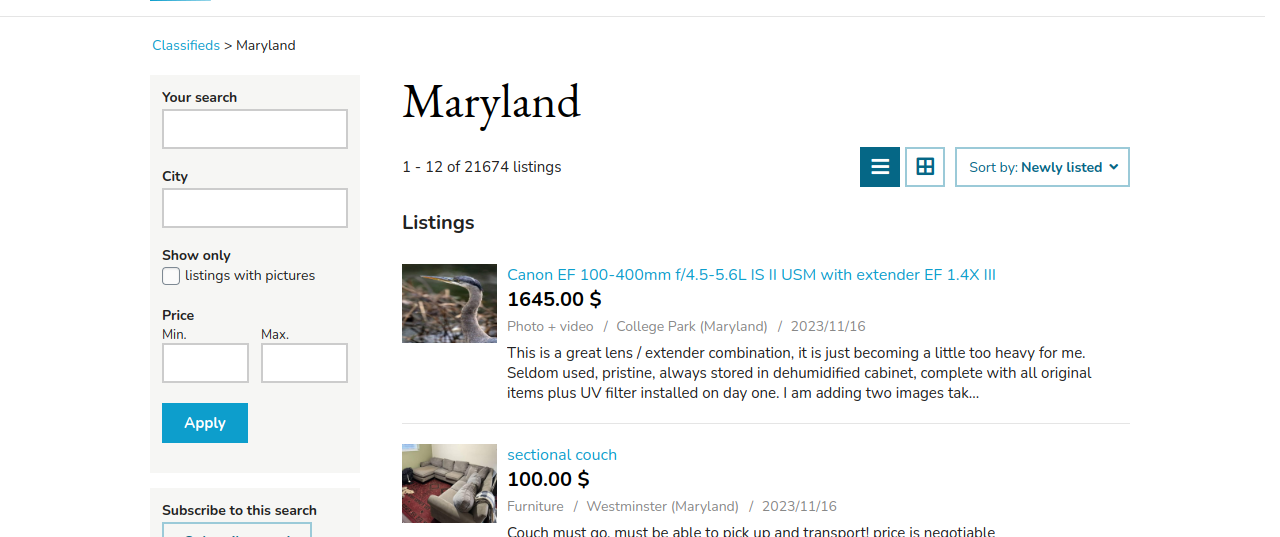 Classifieds > Maryland
Your search
City
Show only
listings with pictures
Price
Min.
Max.
Apply
Subscribe to this search
Maryland
1 - 12 of 21674 listings
Sort by: Newly listed
Listings
Canon EF 100-400mm f/4.5-5.6L IS II USM with extender EF 1.4X III
1645.00 $
Photo + video / College Park (Maryland) / 2023/11/16
This is a great lens / extender combination, it is just becoming a little too heavy for me.
Seldom used, pristine, always stored in dehumidified cabinet, complete with all original
items plus UV filter installed on day one. I am adding two images tak...
sectional couch
100.00 $
Furniture / Westminster (Maryland) / 2023/11/16
Couch must go, must be able to pick up and transport! price is negotiable